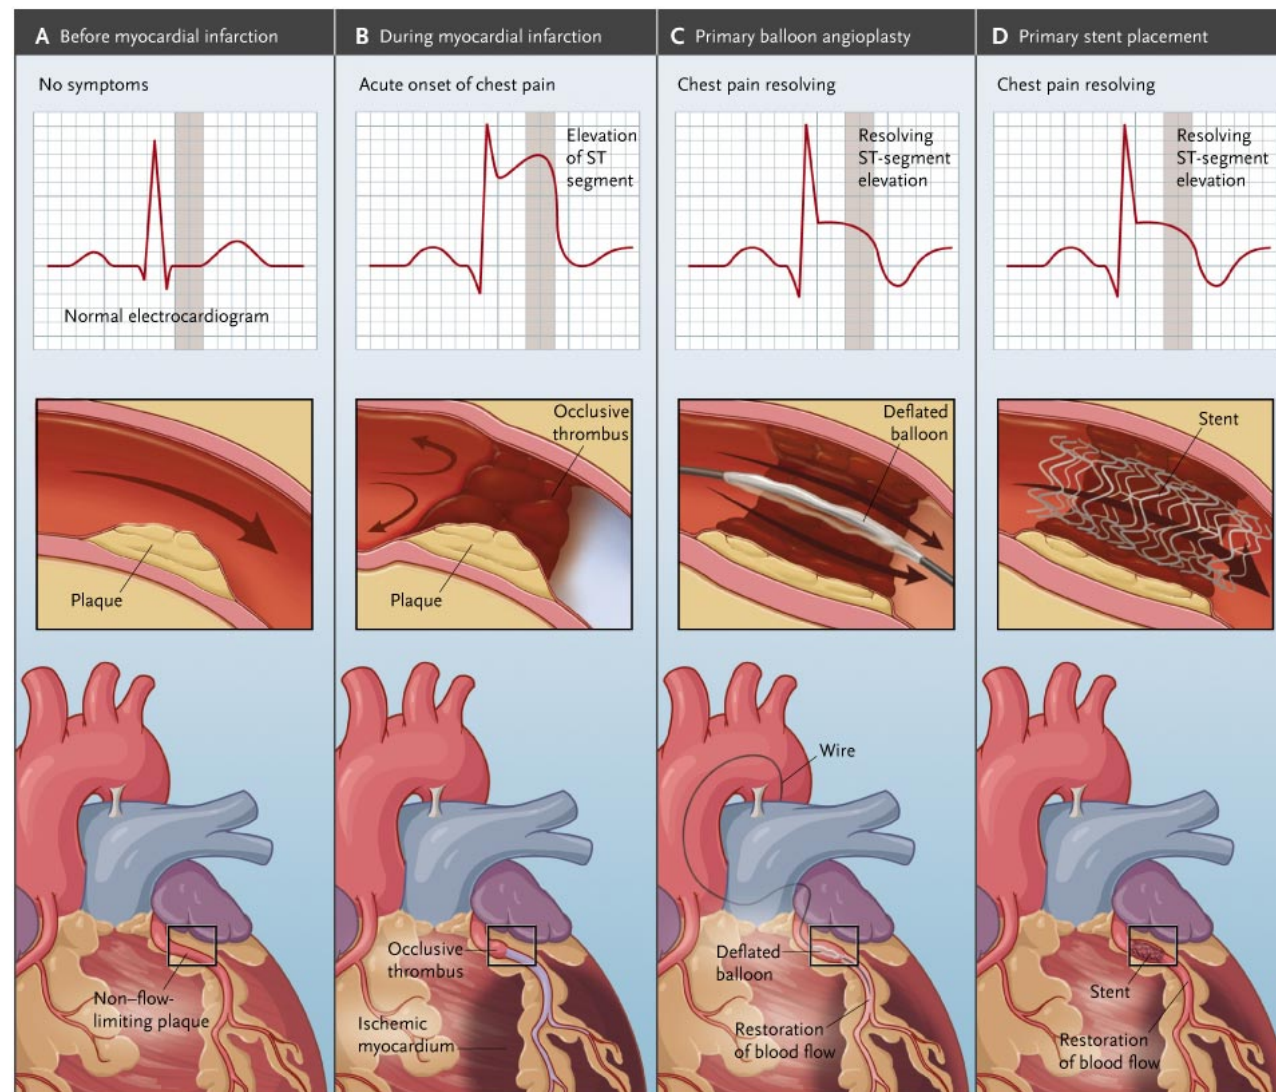 A Before myocardial infarction
No symptoms
Normal electrocardiogram
Plaque
Non–flow-
limiting plaque
B During myocardial infarction
Acute onset of chest pain
Elevation
of ST
segment
Occlusive
thrombus
Plaque
Occlusive
thrombus
Ischemic
myocardium
C Primary balloon angioplasty
Chest pain resolving
Resolving
ST-segment
elevation
Deflated
balloon
Wire
Deflated
balloon
Restoration
of blood flow
D Primary stent placement
Chest pain resolving
Resolving
ST-segment
elevation
Stent
Stent
Restoration
of blood flow